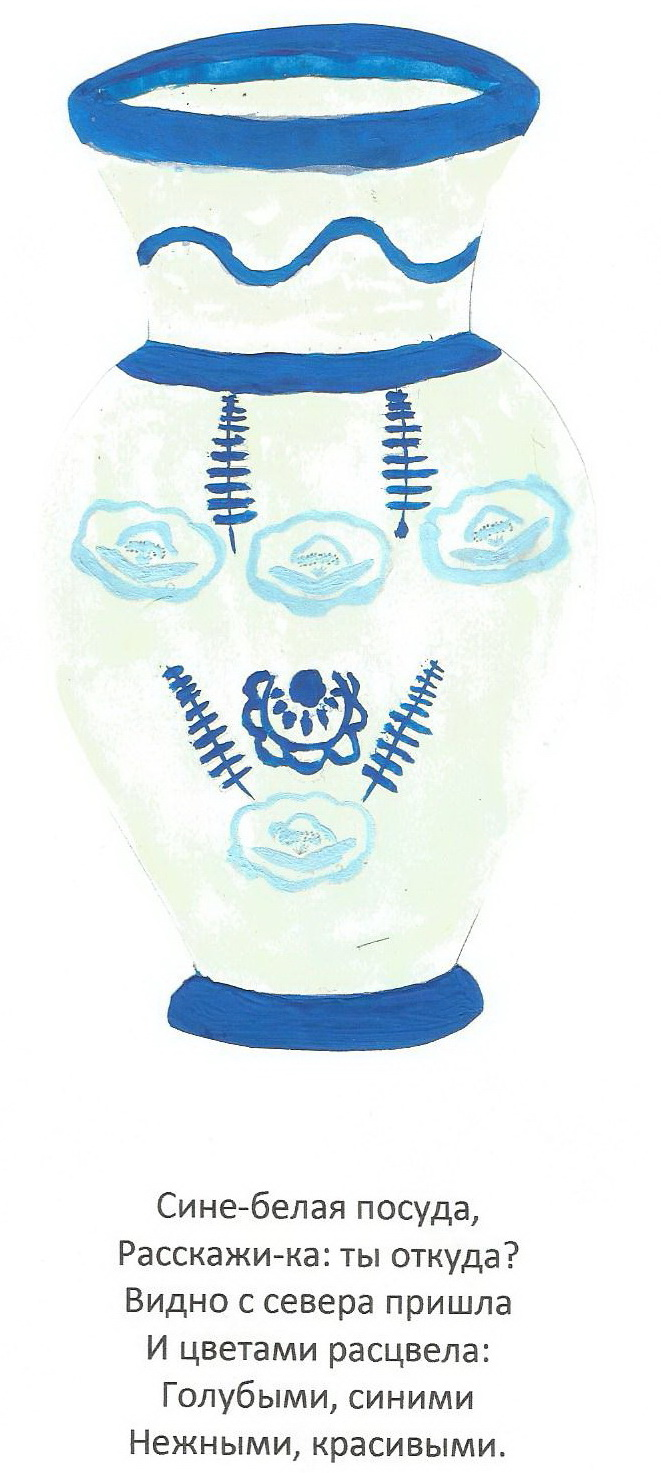 Сине-белая посуда,
Расскажи-ка: ты откуда?
Видно с севера пришла
И цветами расцвела:
Голубыми, синими
Нежными, красивыми.